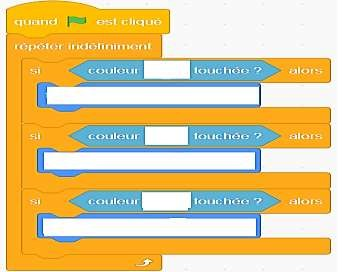 quand est cliqué
répéter indéfiniment
si couleur touchée ? alors
si couleur touchée ? alors
si couleur touchée ? alors